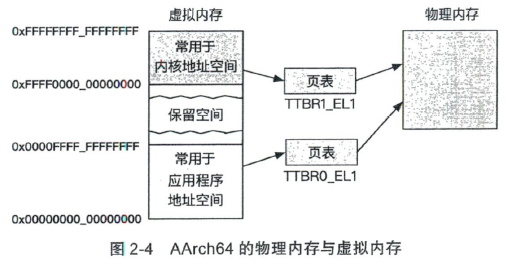 虚拟内存
物理内存
0xFFFFFFFF_FFFFFFFF
常用于
内核地址空间
页表
TTBR1_EL1
0xFFFF0000_00000000
保留空间
0x0000FFFF_FFFFFFFF
常用于
应用程序
地址空间
页表
TTBR0_EL1
0x00000000_00000000
图 2-4 AArch64 的物理内存与虚拟内存